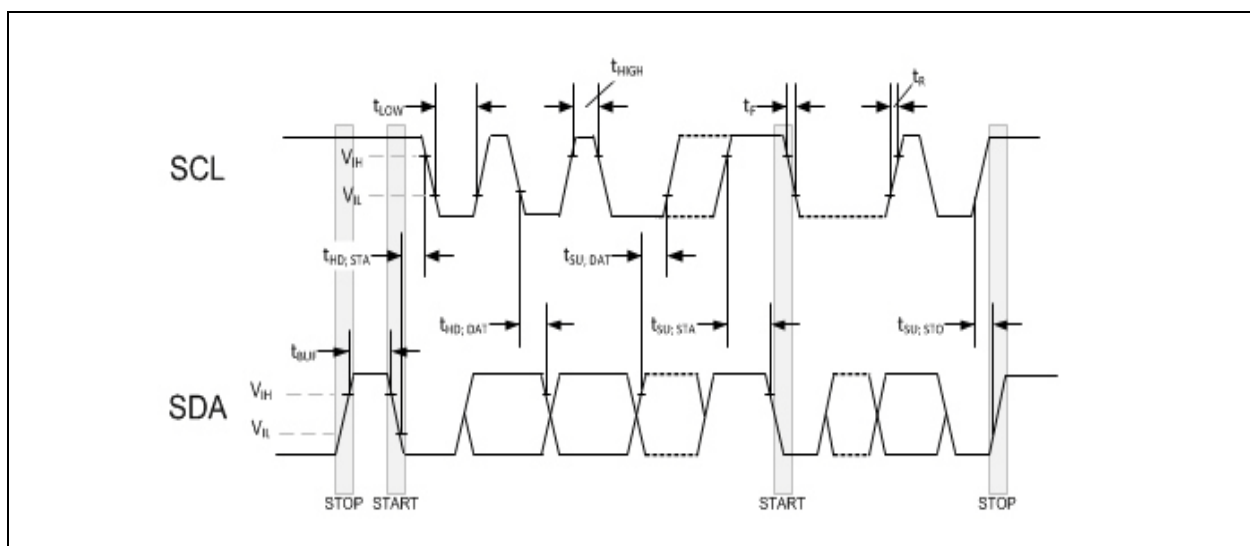 tHIGH
tR
tLOW
tF
SCL
VIH
VIL
tHD; STA
tSU; DAT
tHD; DAT
tSU; STA
tSU; STO
tBUF
SDA
VIH
VIL
STOP START START STOP